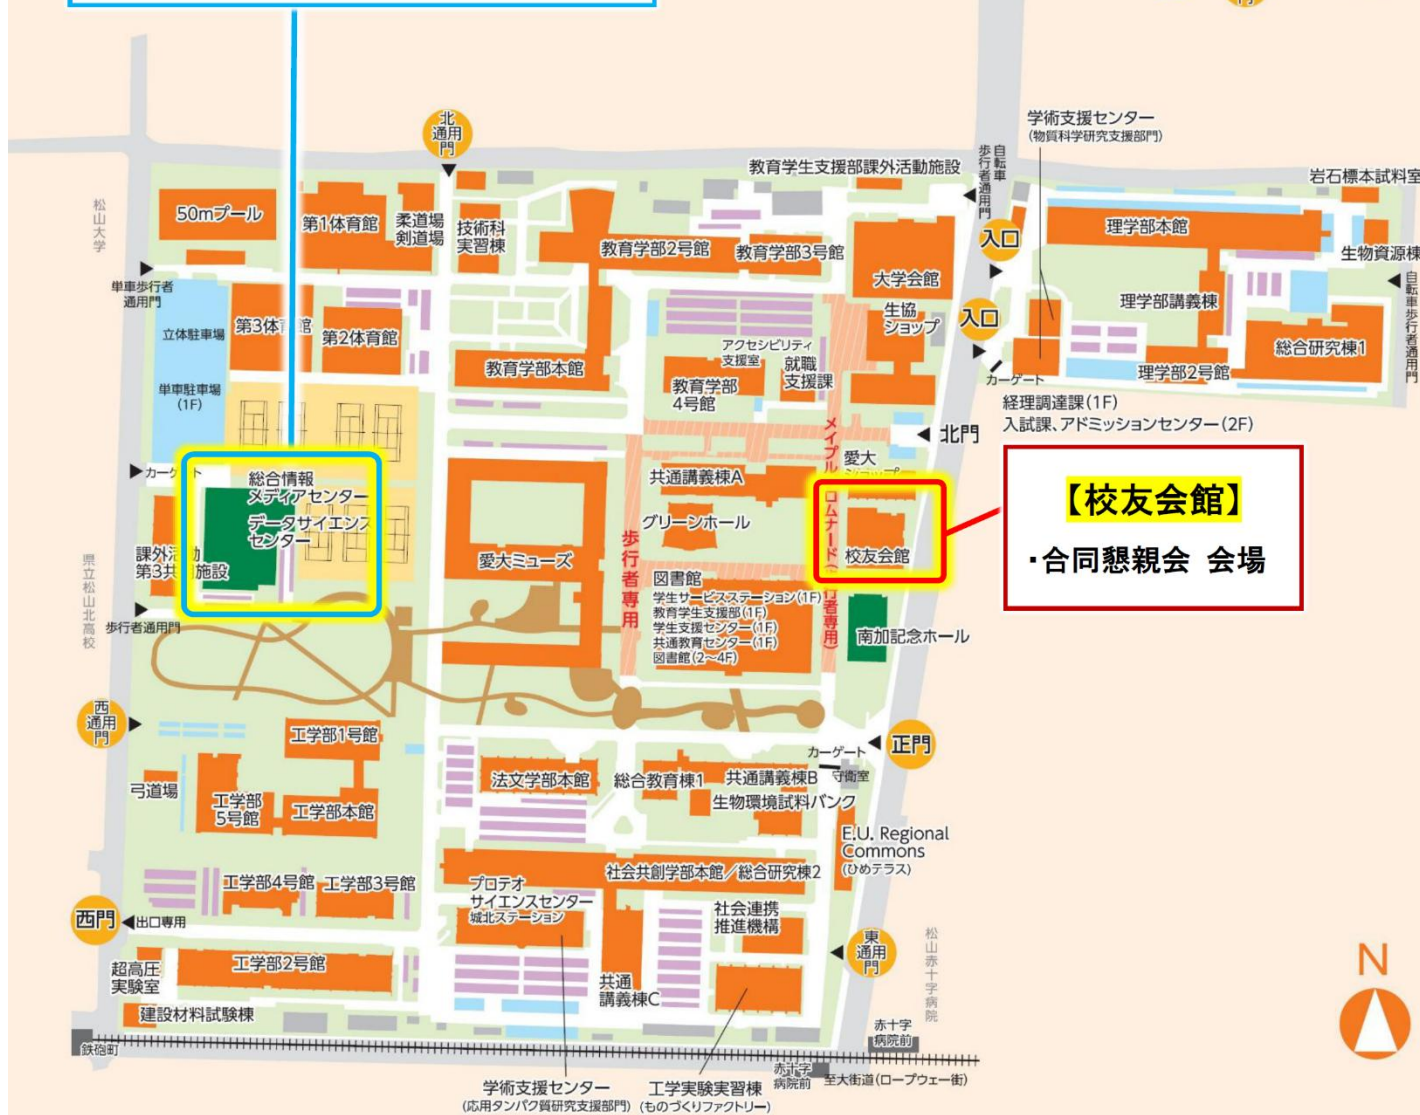 門
北
通用
門
学術支援センター
(物質科学研究支援部門)
自転車
歩行者通用門
教育学生支援部課外活動施設
岩石標本試料室
松山大学
50mプール
第1体育館
柔道場
剣道場
技術科
実習棟
教育学部2号館
教育学部3号館
大学会館
入口
理学部本館
生物資源棟
自転車歩行者通用門
単車歩行者
通用門
立体駐車場
第3体育館
第2体育館
教育学部本館
アクセシビリティ
支援室
就職
支援課
生協
ショップ
入口
理学部講義棟
総合研究棟1
単車駐車場
(1F)
教育学部
4号館
カーゲート
理学部2号館
経理調達課(1F)
入試課、アドミッションセンター(2F)
北門
カーゲート
総合情報
メディアセンター
データサイエンス
センター
共通講義棟A
愛大
ショップ
メイプル
ロムナード
行者専用)
グリーンホール
校友会館
【校友会館】
・合同懇親会 会場
課外活動
第3共用施設
県立松山北高校
愛大ミューズ
歩行者専用
図書館
学生サービスステーション(1F)
教育学生支援部(1F)
学生支援センター(1F)
共通教育センター(1F)
図書館(2〜4F)
南加記念ホール
歩行者通用門
西
通用
門
工学部1号館
カーゲート
正門
守衛室
弓道場
工学部
5号館
工学部本館
法文学部本館
総合教育棟1
共通講義棟B
生物環境試料バンク
E.U. Regional
Commons
(ひめテラス)
工学部4号館
工学部3号館
プロテオ
サイエンスセンター
城北ステーション
社会共創学部本館／総合研究棟2
社会連携
推進機構
西門
出口専用
東
通用
門
松山赤十字病院
超高圧
実験室
工学部2号館
共通
講義棟C
建設材料試験棟
N
鉄砲町
赤十字
病院前
赤十字
病院前
至大街道(ロープウェー街)
学術支援センター
(応用タンパク質研究支援部門)
工学実験実習棟
(ものづくりファクトリー)